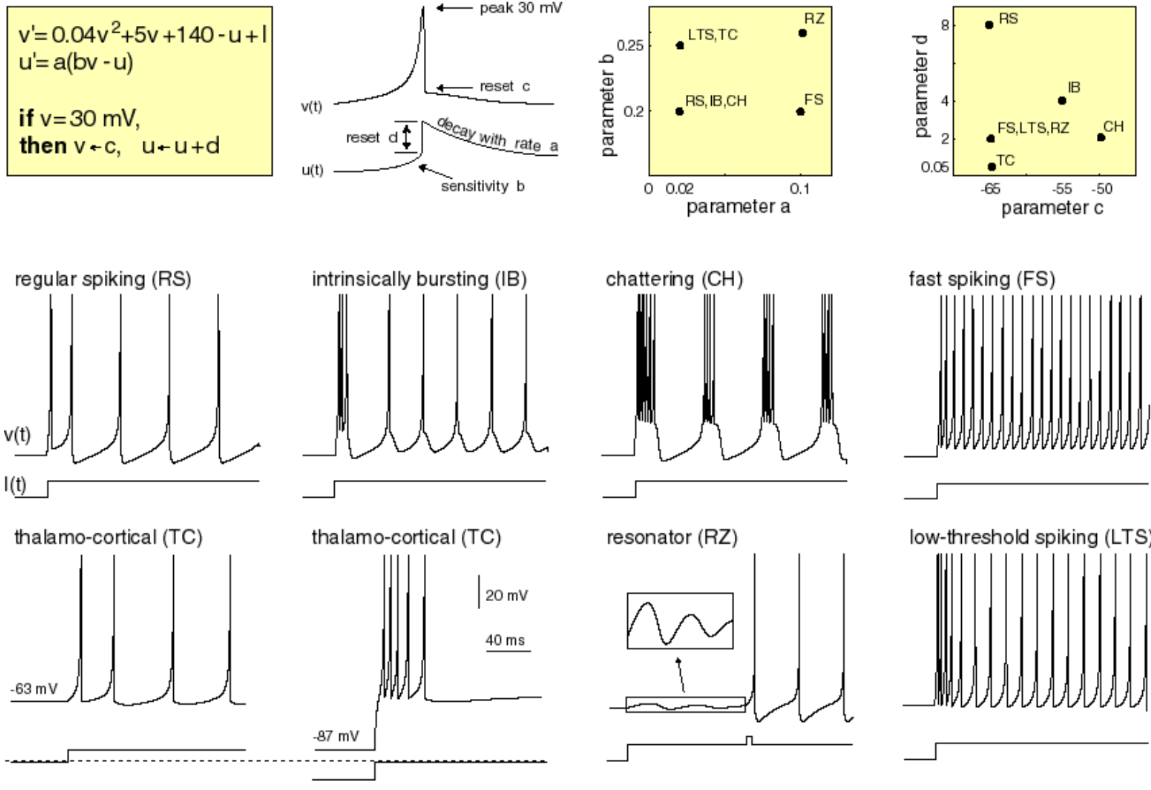 v'= 0.04v²+5v+140 - u + I
u'= a(bv - u)
if v= 30 mV,
then v←c, u←u+d
peak 30 mV
reset c
v(t)
reset d
decay with rate a
u(t)
sensitivity b
parameter b
0.25
0.2
LTS,TC
RZ
RS,IB,CH
FS
0
0.02
0.1
parameter a
parameter d
8
4
2
0.05
RS
IB
FS,LTS,RZ
CH
TC
-65
-55
-50
parameter c
regular spiking (RS)
intrinsically bursting (IB)
chattering (CH)
fast spiking (FS)
v(t)
I(t)
thalamo-cortical (TC)
thalamo-cortical (TC)
resonator (RZ)
low-threshold spiking (LTS)
20 mV
40 ms
-63 mV
-87 mV